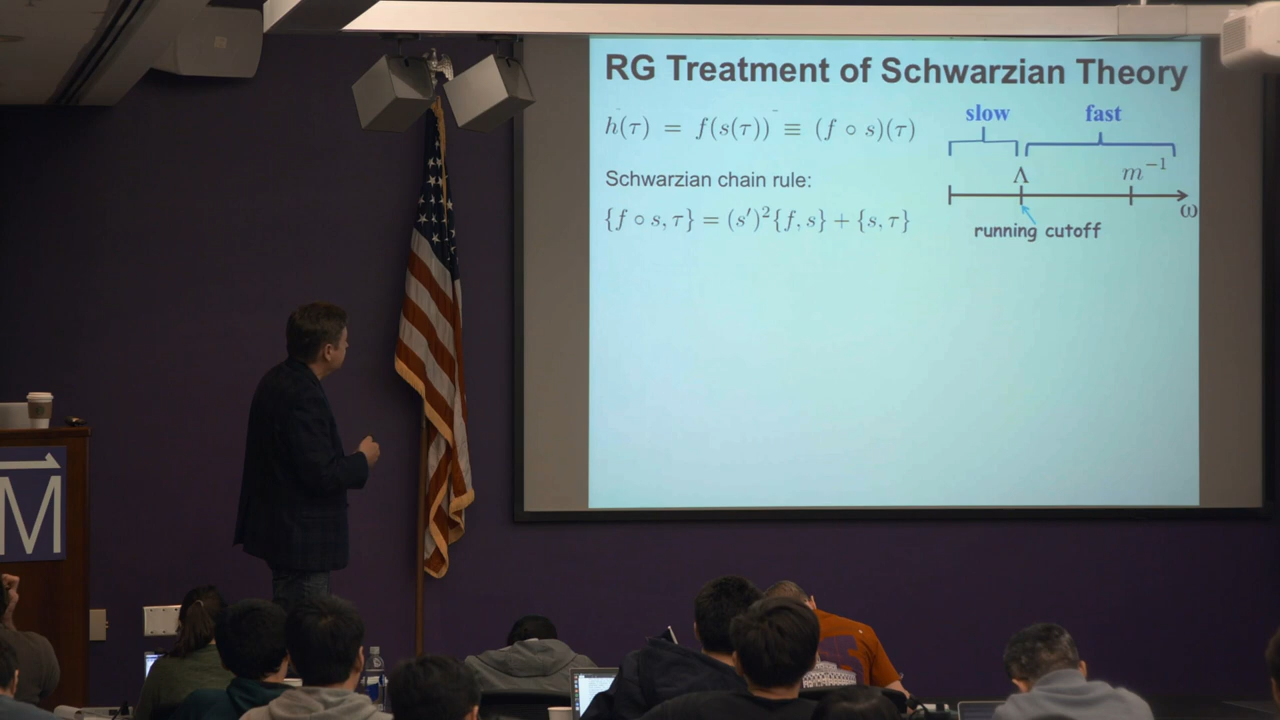 RG Treatment of Schwarzian Theory
h(τ) = f(s(τ)) ≡ (f ∘ s)(τ)
slow fast
Λ m⁻¹
Schwarzian chain rule:
ω
{f ∘ s, τ} = (s′)²{f, s} + {s, τ}
running cutoff
M